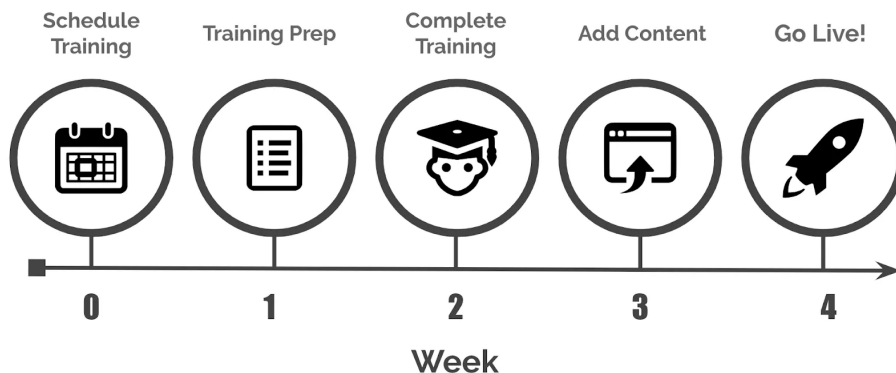 Schedule
Training
Training Prep
Complete
Training
Add Content
Go Live!
0
1
2
3
4
Week